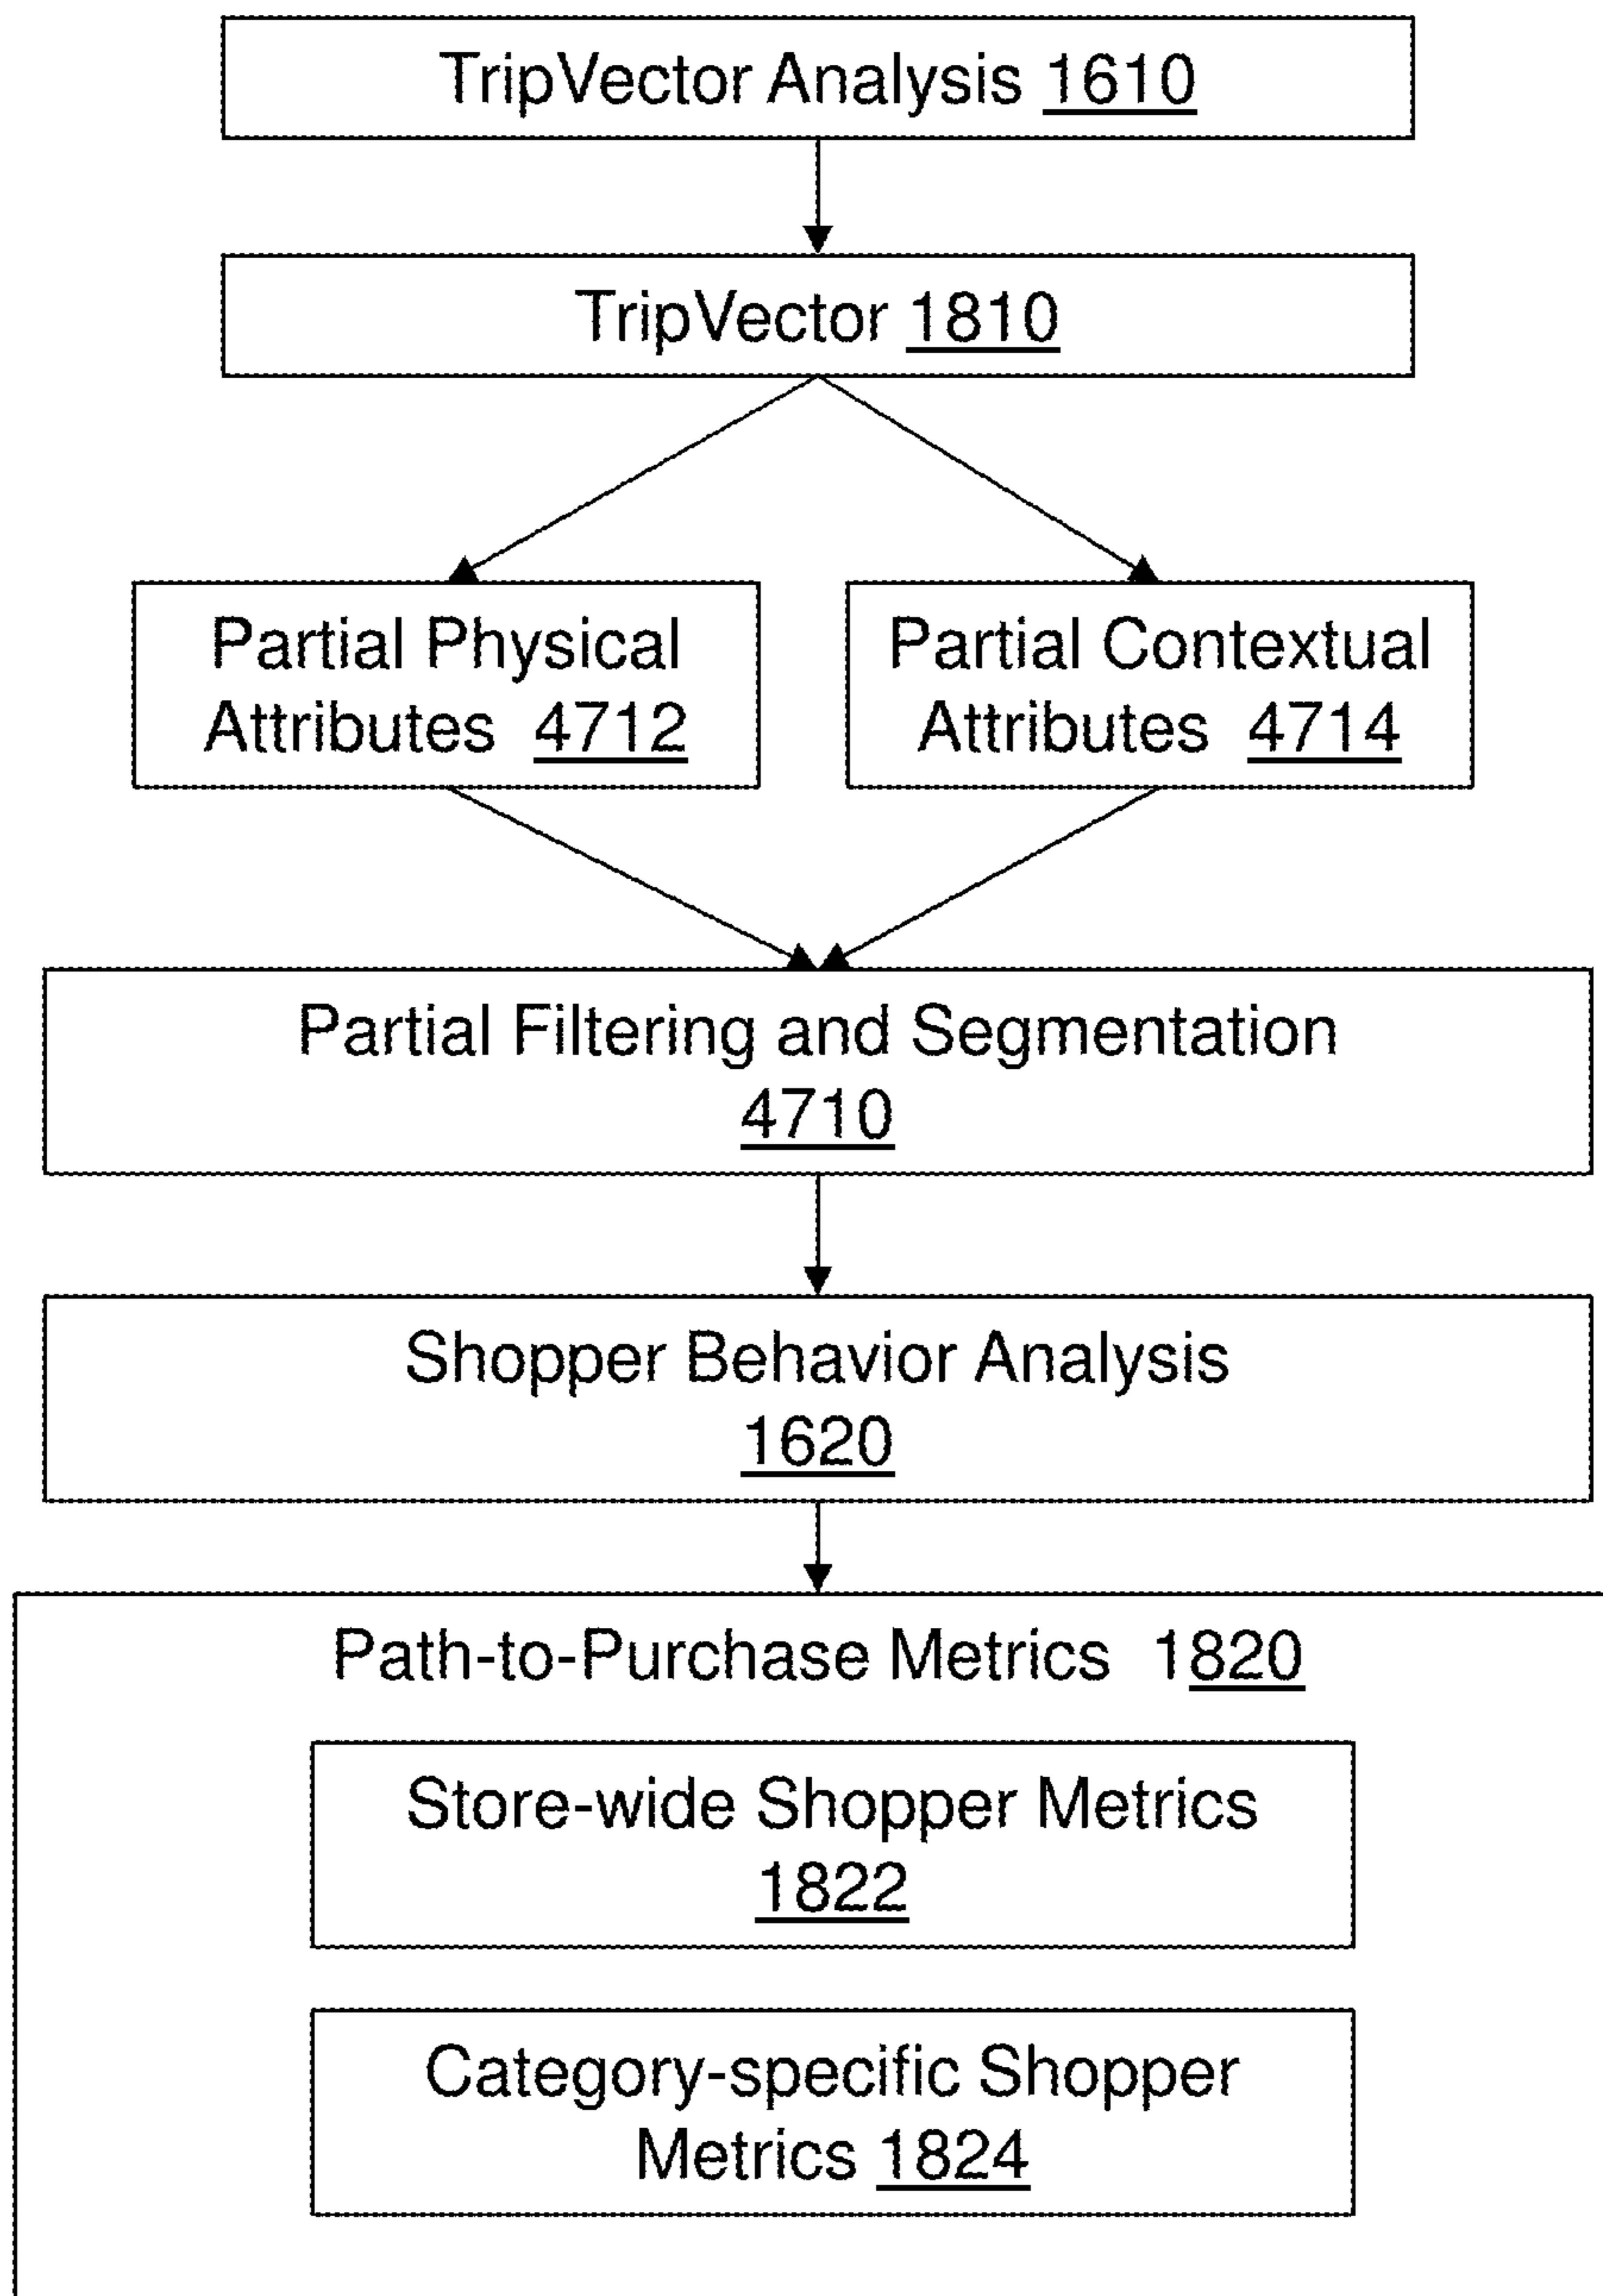 TripVector Analysis 1610
TripVector 1810
Partial Physical
Attributes 4712
Partial Contextual
Attributes 4714
Partial Filtering and Segmentation
4710
Shopper Behavior Analysis
1620
Path-to-Purchase Metrics 1820
Store-wide Shopper Metrics
1822
Category-specific Shopper
Metrics 1824